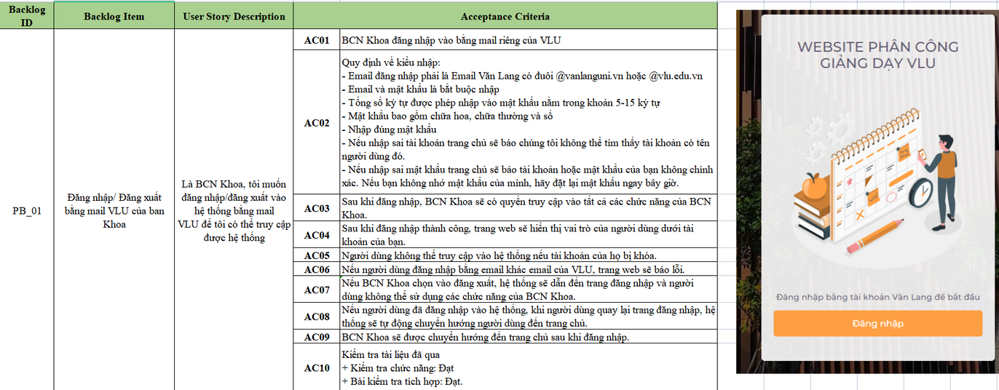 Backlog
ID
Backlog Item
User Story Description
Acceptance Criteria
PB_01
Đăng nhập/ Đăng xuất
bằng mail VLU của ban
Khoa
Là BCN Khoa, tôi muốn
đăng nhập/đăng xuất vào
hệ thống bằng mail
VLU để tôi có thể truy cập
được hệ thống
AC01
BCN Khoa đăng nhập vào bằng mail riêng của VLU
AC02
Quy định về kiểu nhập:
- Email đăng nhập phải là Email Văn Lang có đuôi @vanlanguni.vn hoặc @vlu.edu.vn
- Email và mật khẩu là bắt buộc nhập
- Tổng số ký tự được phép nhập vào mật khẩu nằm trong khoản 5-15 ký tự
- Mật khẩu bao gồm chữa hoa, chữa thường và số
- Nhập đúng mật khẩu
- Nếu nhập sai tài khoản trang chủ sẽ báo chúng tôi không thể tìm thấy tài khoản có tên
người dùng đó.
- Nếu nhập sai mật khẩu trang chủ sẽ báo tài khoản hoặc mật khẩu của bạn không chính
xác. Nếu bạn không nhớ mật khẩu của mình, hãy đặt lại mật khẩu ngay bây giờ.
AC03
Sau khi đăng nhập, BCN Khoa sẽ có quyền truy cập vào tất cả các chức năng của BCN
Khoa.
AC04
Sau khi đăng nhập thành công, trang web sẽ hiển thị vai trò của người dùng dưới tài
khoản của bạn.
AC05
Người dùng không thể truy cập vào hệ thống nếu tài khoản của họ bị khóa.
AC06
Nếu người dùng đăng nhập bằng email khác email của VLU, trang web sẽ báo lỗi.
AC07
Nếu BCN Khoa chọn vào đăng xuất, hệ thống sẽ dẫn đến trang đăng nhập và người
dùng không thể sử dụng các chức năng của BCN Khoa.
AC08
Nếu người dùng đã đăng nhập vào hệ thống, khi người dùng quay lại trang đăng nhập, hệ
thống sẽ tự động chuyển hướng người dùng đến trang chủ.
AC09
BCN Khoa sẽ được chuyển hướng đến trang chủ sau khi đăng nhập.
AC10
Kiểm tra tài liệu đã qua
+ Kiểm tra chức năng: Đạt
+ Bài kiểm tra tích hợp: Đạt.
WEBSITE PHÂN CÔNG
GIẢNG DẠY VLU
Đăng nhập bằng tài khoản Văn Lang để bắt đầu
Đăng nhập